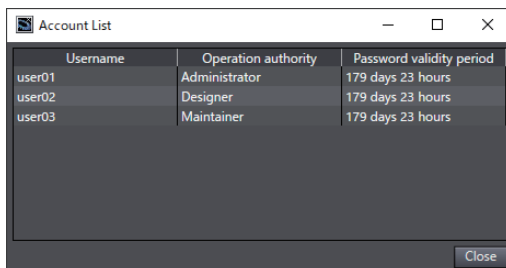 Account List
Username Operation authority Password validity period
user01 Administrator 179 days 23 hours
user02 Designer 179 days 23 hours
user03 Maintainer 179 days 23 hours
Close